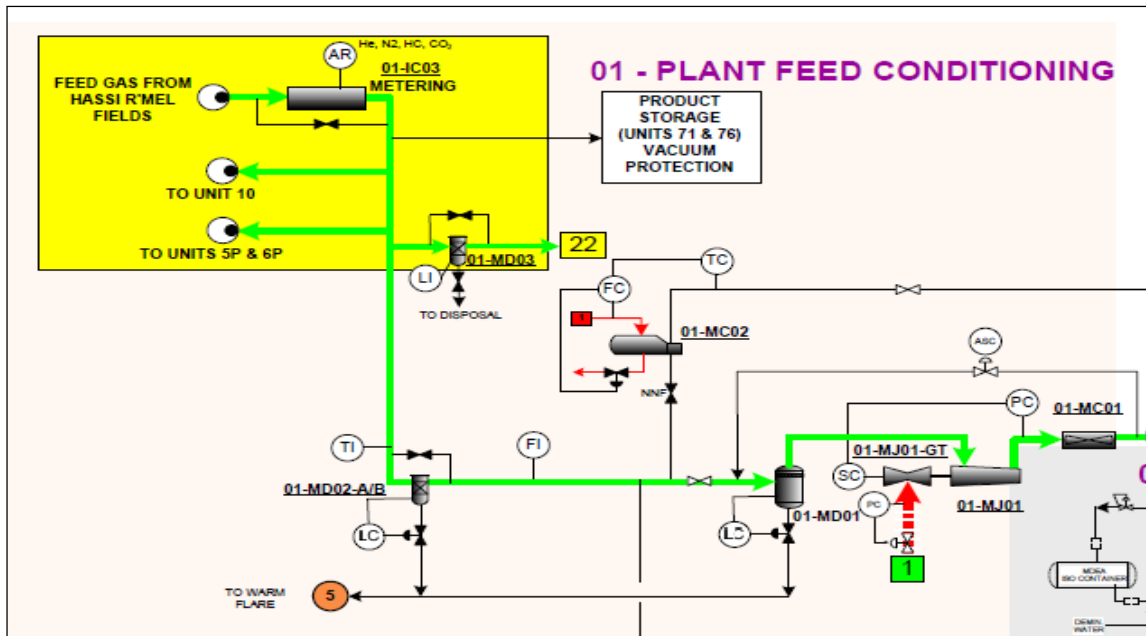 He, N2, HC, CO₂
AR
01-IC03
METERING
FEED GAS FROM
HASSI R'MEL
FIELDS
01 - PLANT FEED CONDITIONING
PRODUCT
STORAGE
(UNITS 71 & 76)
VACUUM
PROTECTION
TO UNIT 10
TO UNITS 5P & 6P
22
01-MD03
LI
TO DISPOSAL
TC
FC
1
01-MC02
NNF
ASC
PC
01-MC01
TI
FI
01-MJ01-GT
SC
01-MJ01
01-MD02-A/B
LC
01-MD01
LC
PC
1
MDEA
ISO CONTAINER
TO WARM
FLARE
5
DEMIN.
WATER